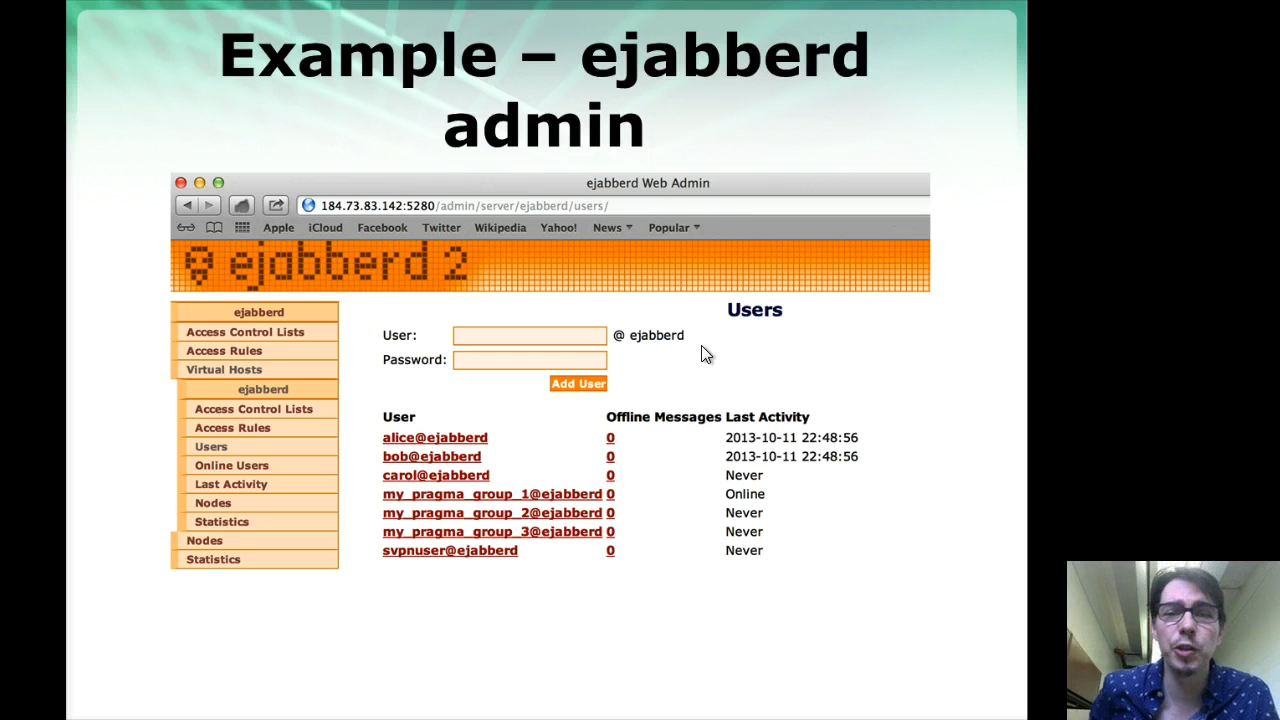 Example – ejabberd
admin
ejabberd Web Admin
184.73.83.142:5280/admin/server/ejabberd/users/
Apple iCloud Facebook Twitter Wikipedia Yahoo! News Popular
ejabberd 2
ejabberd
Access Control Lists
Access Rules
Virtual Hosts
ejabberd
Access Control Lists
Access Rules
Users
Online Users
Last Activity
Nodes
Statistics
Nodes
Statistics
Users
User: @ ejabberd
Password:
Add User
User Offline Messages Last Activity
alice@ejabberd 0 2013-10-11 22:48:56
bob@ejabberd 0 2013-10-11 22:48:56
carol@ejabberd 0 Never
my_pragma_group_1@ejabberd 0 Online
my_pragma_group_2@ejabberd 0 Never
my_pragma_group_3@ejabberd 0 Never
svpnuser@ejabberd 0 Never